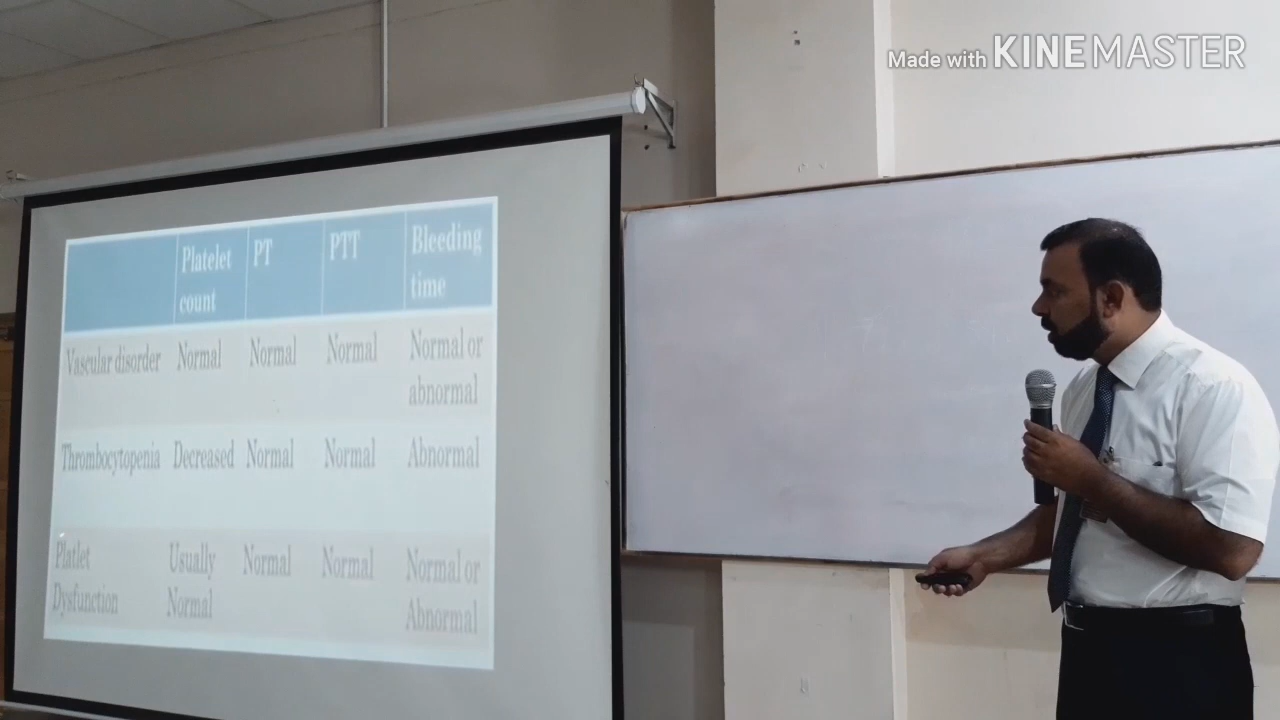 Made with KINEMASTER
Platelet count PT PTT Bleeding time
Vascular disorder Normal Normal Normal Normal or abnormal
Thrombocytopenia Decreased Normal Normal Abnormal
Platlet Dysfunction Usually Normal Normal Normal Normal or Abnormal